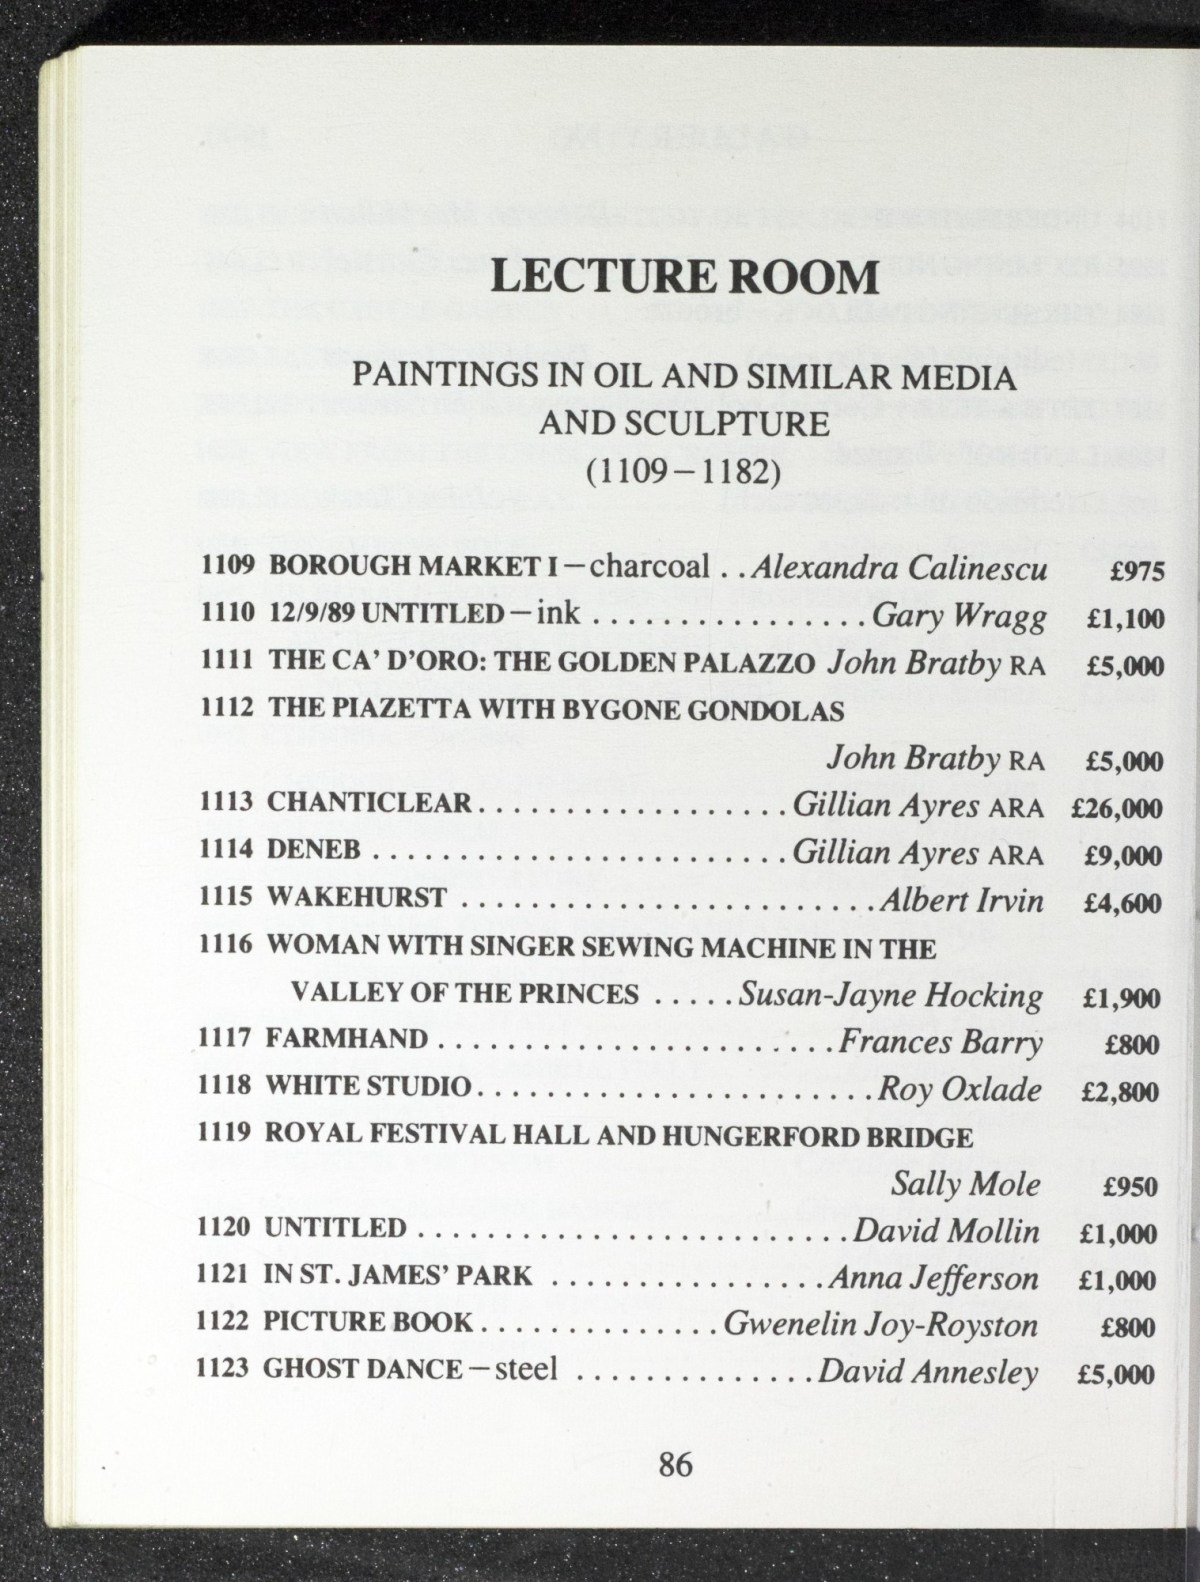 LECTURE ROOM
PAINTINGS IN OIL AND SIMILAR MEDIA
AND SCULPTURE
(1109–1182)
1109 BOROUGH MARKET I – charcoal . . Alexandra Calinescu £975
1110 12/9/89 UNTITLED – ink . . . . . . . . . . . . . . . . Gary Wragg £1,100
1111 THE CA' D'ORO: THE GOLDEN PALAZZO John Bratby RA £5,000
1112 THE PIAZETTA WITH BYGONE GONDOLAS
John Bratby RA £5,000
1113 CHANTICLEAR . . . . . . . . . . . . . . . . . . Gillian Ayres ARA £26,000
1114 DENEB . . . . . . . . . . . . . . . . . . . . . . . . Gillian Ayres ARA £9,000
1115 WAKEHURST . . . . . . . . . . . . . . . . . . . . . . . . Albert Irvin £4,600
1116 WOMAN WITH SINGER SEWING MACHINE IN THE
VALLEY OF THE PRINCES . . . . . Susan-Jayne Hocking £1,900
1117 FARMHAND . . . . . . . . . . . . . . . . . . . . . . . Frances Barry £800
1118 WHITE STUDIO . . . . . . . . . . . . . . . . . . . . . . . Roy Oxlade £2,800
1119 ROYAL FESTIVAL HALL AND HUNGERFORD BRIDGE
Sally Mole £950
1120 UNTITLED . . . . . . . . . . . . . . . . . . . . . . . . . David Mollin £1,000
1121 IN ST. JAMES' PARK . . . . . . . . . . . . . . . . Anna Jefferson £1,000
1122 PICTURE BOOK . . . . . . . . . . . . . . Gwenelin Joy-Royston £800
1123 GHOST DANCE – steel . . . . . . . . . . . . . . David Annesley £5,000
86